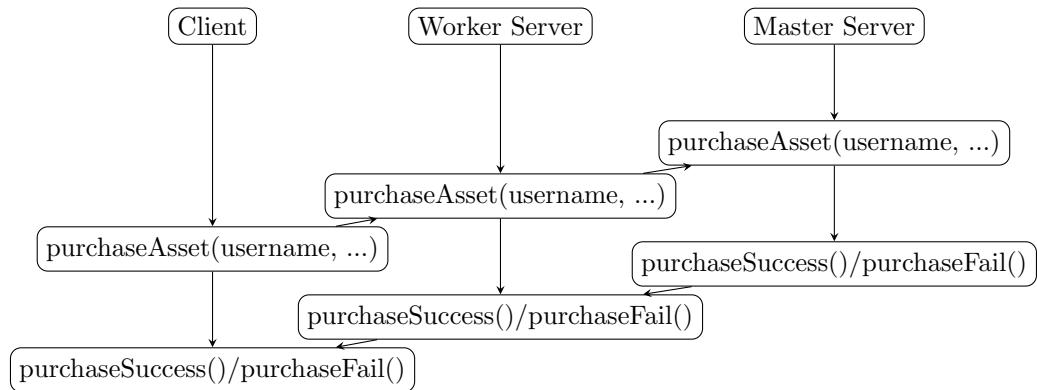 Client
Worker Server
Master Server
purchaseAsset(username, ...)
purchaseAsset(username, ...)
purchaseAsset(username, ...)
purchaseSuccess()/purchaseFail()
purchaseSuccess()/purchaseFail()
purchaseSuccess()/purchaseFail()